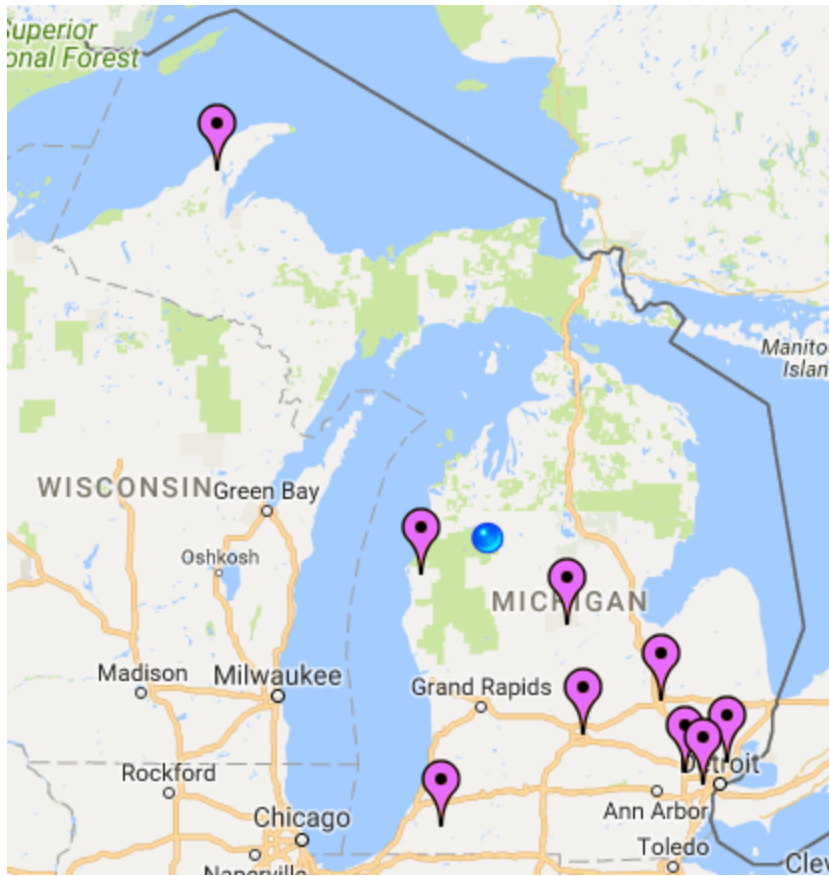 Superior
onal Forest
Manito
Islan
WISCONSIN
Green Bay
Oshkosh
MICHIGAN
Madison
Milwaukee
Grand Rapids
Rockford
Detroit
Ann Arbor
Chicago
Toledo
Naperville
Clev